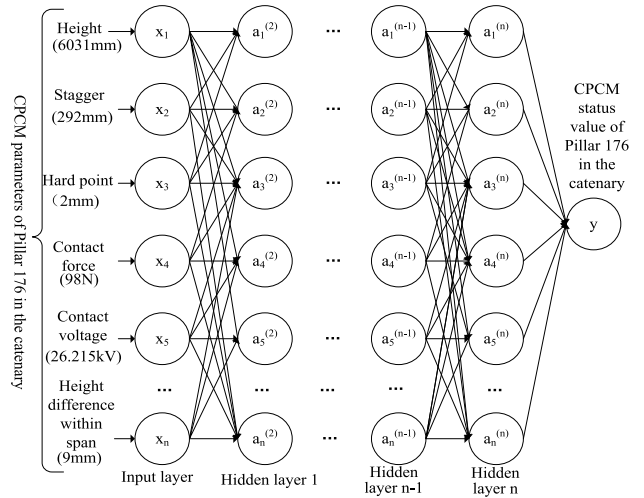 CPCM parameters of Pillar 176 in the catenary
Height
(6031mm)
Stagger
(292mm)
Hard point
(2mm)
Contact
force
(98N)
Contact
voltage
(26.215kV)
Height
difference
within
span
(9mm)
x1
x2
x3
x4
x5
...
xn
Input layer
a1(2)
a2(2)
a3(2)
a4(2)
a5(2)
...
an(2)
Hidden layer 1
...
...
...
...
...
...
...
a1(n-1)
a2(n-1)
a3(n-1)
a4(n-1)
a5(n-1)
...
an(n-1)
Hidden
layer n-1
a1(n)
a2(n)
a3(n)
a4(n)
a5(n)
...
an(n)
Hidden
layer n
CPCM
status
value of
Pillar 176
in the
catenary
y